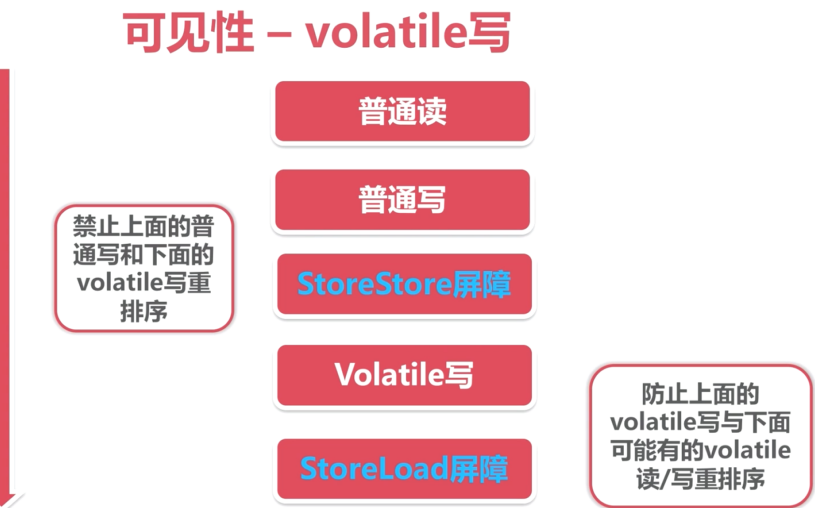 可见性 – volatile写
普通读
普通写
禁止上面的普
通写和下面的
volatile写重
排序
StoreStore屏障
Volatile写
防止上面的
volatile写与下面
可能有的volatile
读/写重排序
StoreLoad屏障